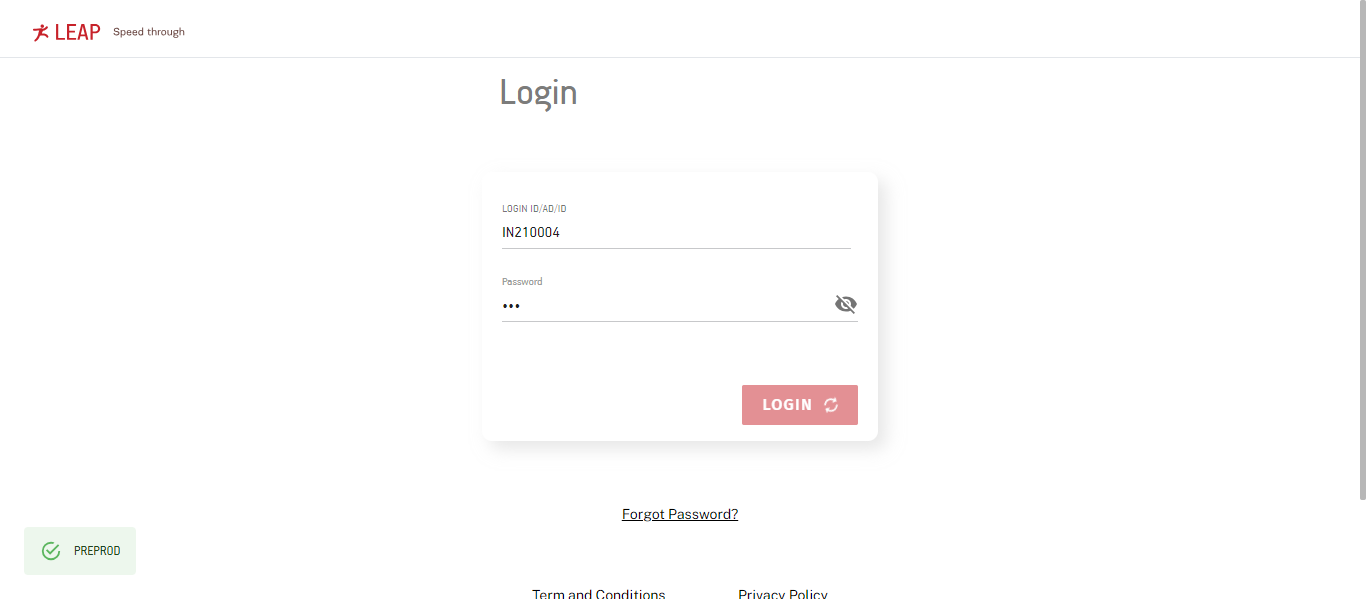 LEAP Speed through
Login
LOGIN ID/AD/ID
IN210004
Password
•••
LOGIN
Forgot Password?
PREPROD
Term and Conditions Privacy Policy